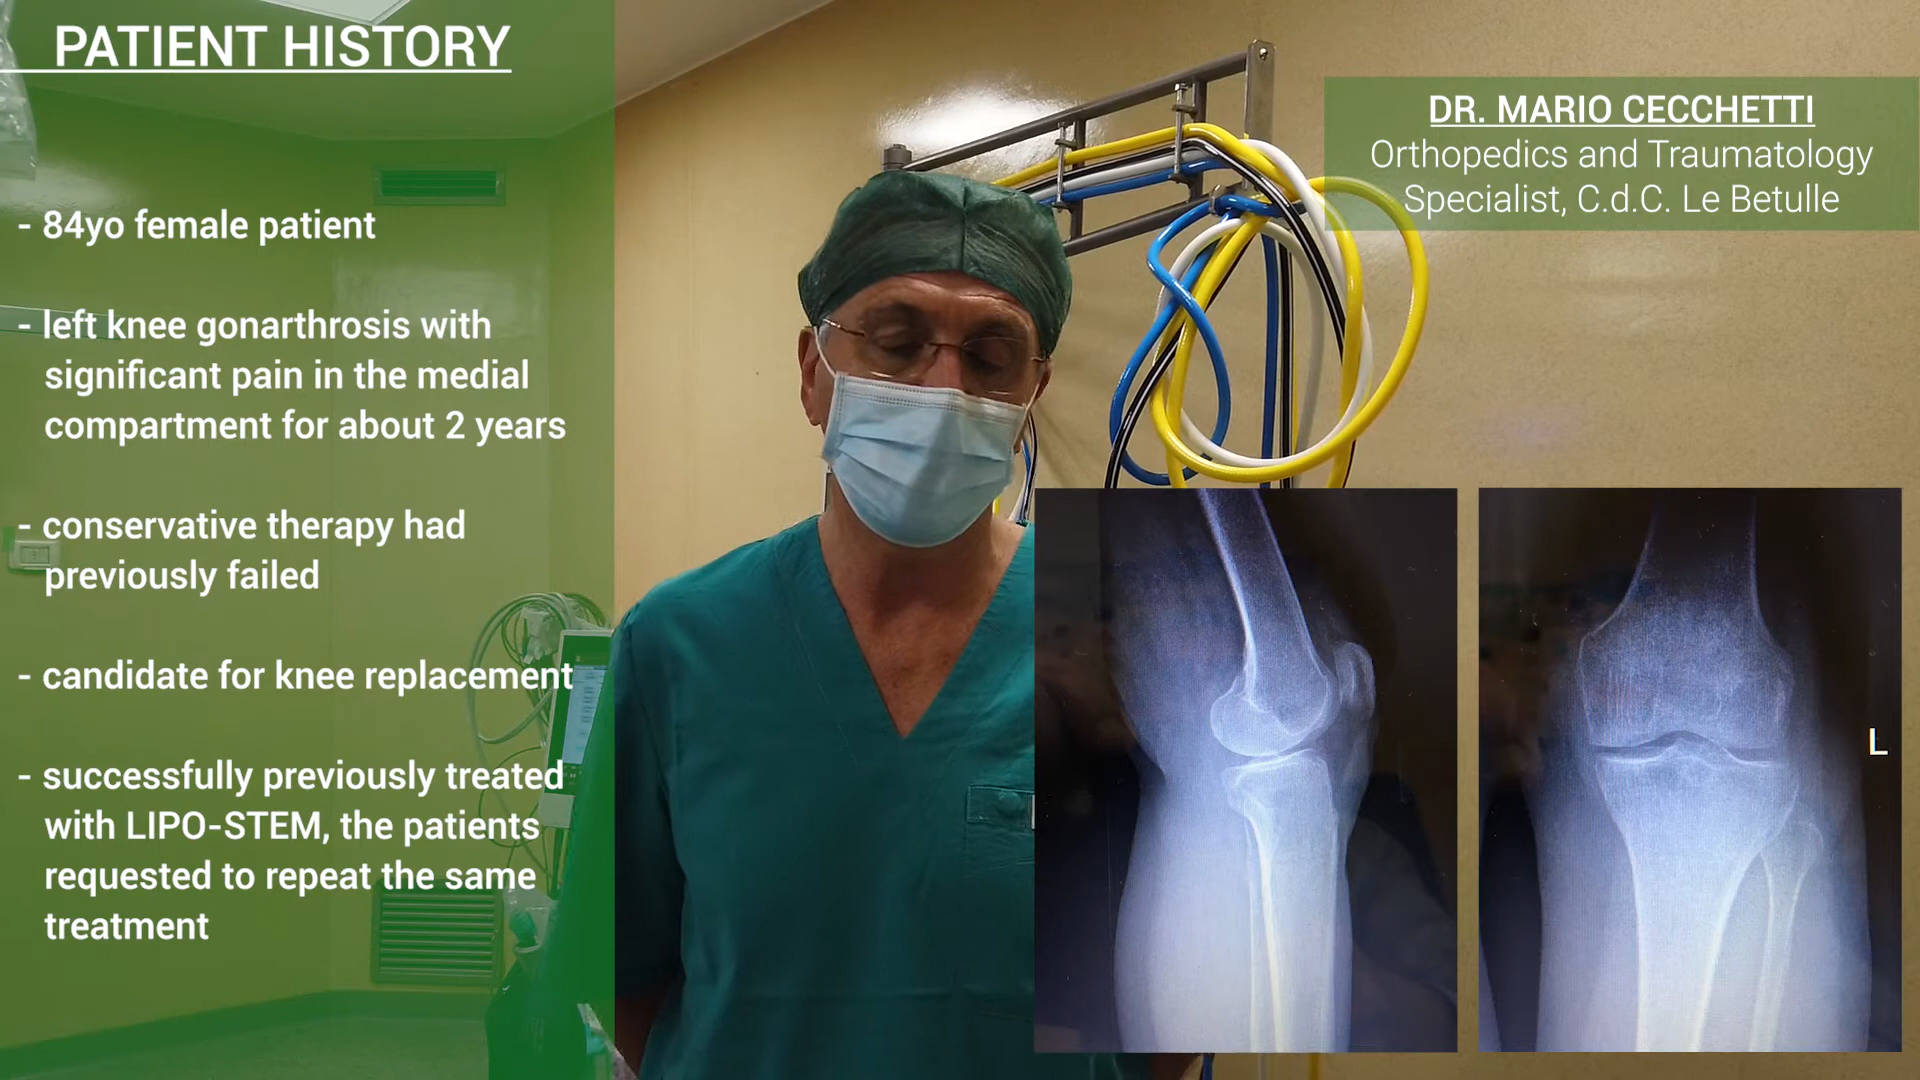 PATIENT HISTORY
- 84yo female patient
- left knee gonarthrosis with
significant pain in the medial
compartment for about 2 years
- conservative therapy had
previously failed
- candidate for knee replacement
- successfully previously treated
with LIPO-STEM, the patients
requested to repeat the same
treatment
DR. MARIO CECCHETTI
Orthopedics and Traumatology
Specialist, C.d.C. Le Betulle
L